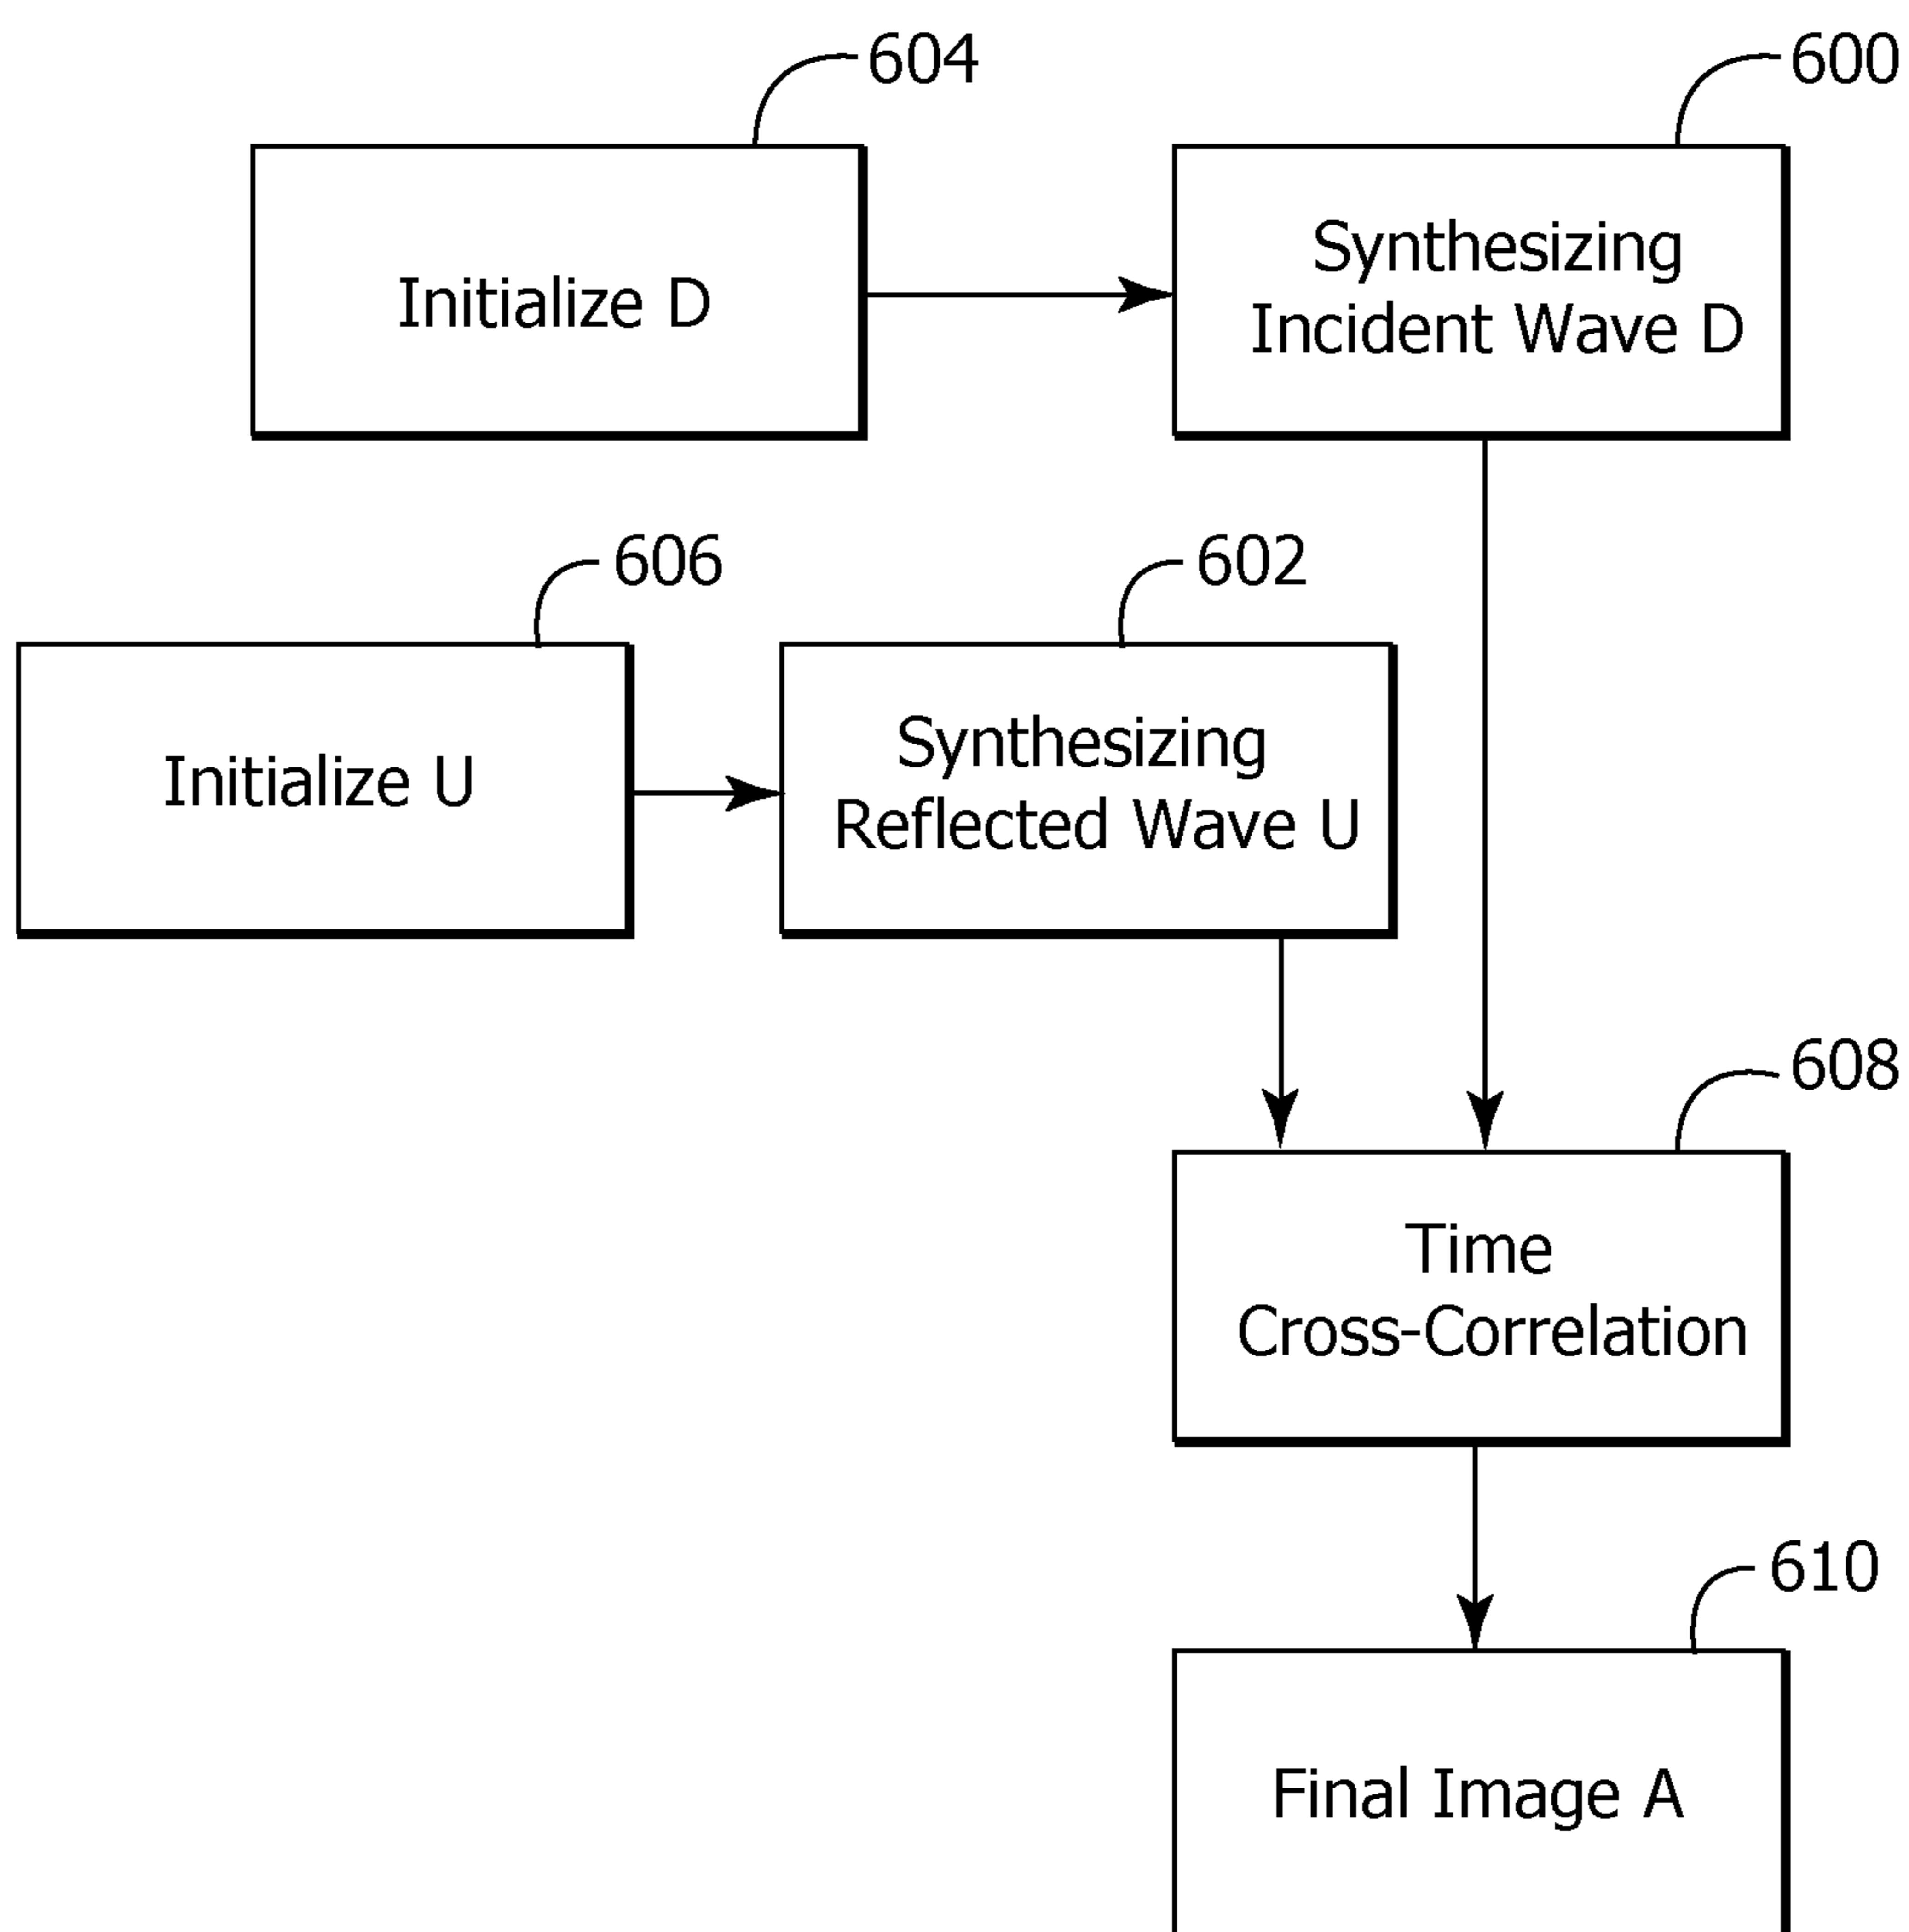 604
600
Initialize D
Synthesizing
Incident Wave D
606
602
Initialize U
Synthesizing
Reflected Wave U
608
Time
Cross-Correlation
610
Final Image A